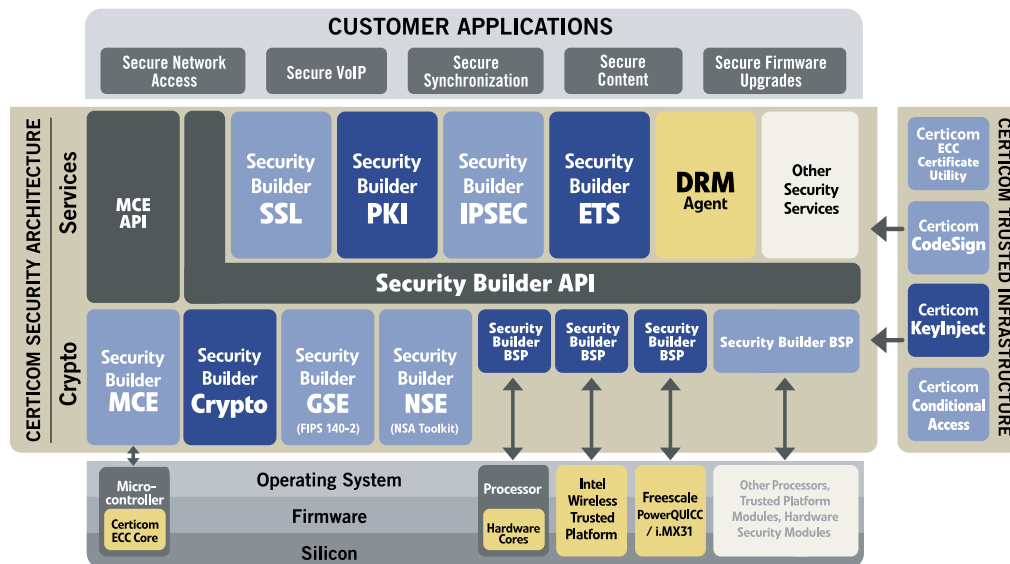 CUSTOMER APPLICATIONS
Secure Network
Access
Secure VoIP
Secure
Synchronization
Secure
Content
Secure Firmware
Upgrades
CERTICOM SECURITY ARCHITECTURE
Services
MCE
API
Security
Builder
SSL
Security
Builder
PKI
Security
Builder
IPSEC
Security
Builder
ETS
DRM
Agent
Other
Security
Services
Security Builder API
Crypto
Security
Builder
MCE
Security
Builder
Crypto
Security
Builder
GSE
(FIPS 140-2)
Security
Builder
NSE
(NSA Toolkit)
Security
Builder
BSP
Security
Builder
BSP
Security
Builder
BSP
Security Builder BSP
CERTICOM TRUSTED INFRASTRUCTURE
Certicom
ECC
Certificate
Utility
Certicom
CodeSign
Certicom
KeyInject
Certicom
Conditional
Access
Operating System
Firmware
Silicon
Micro-
controller
Certicom
ECC Core
Processor
Hardware
Cores
Intel
Wireless
Trusted
Platform
Freescale
PowerQUICC
/ i.MX31
Other Processors,
Trusted Platform
Modules, Hardware
Security Modules